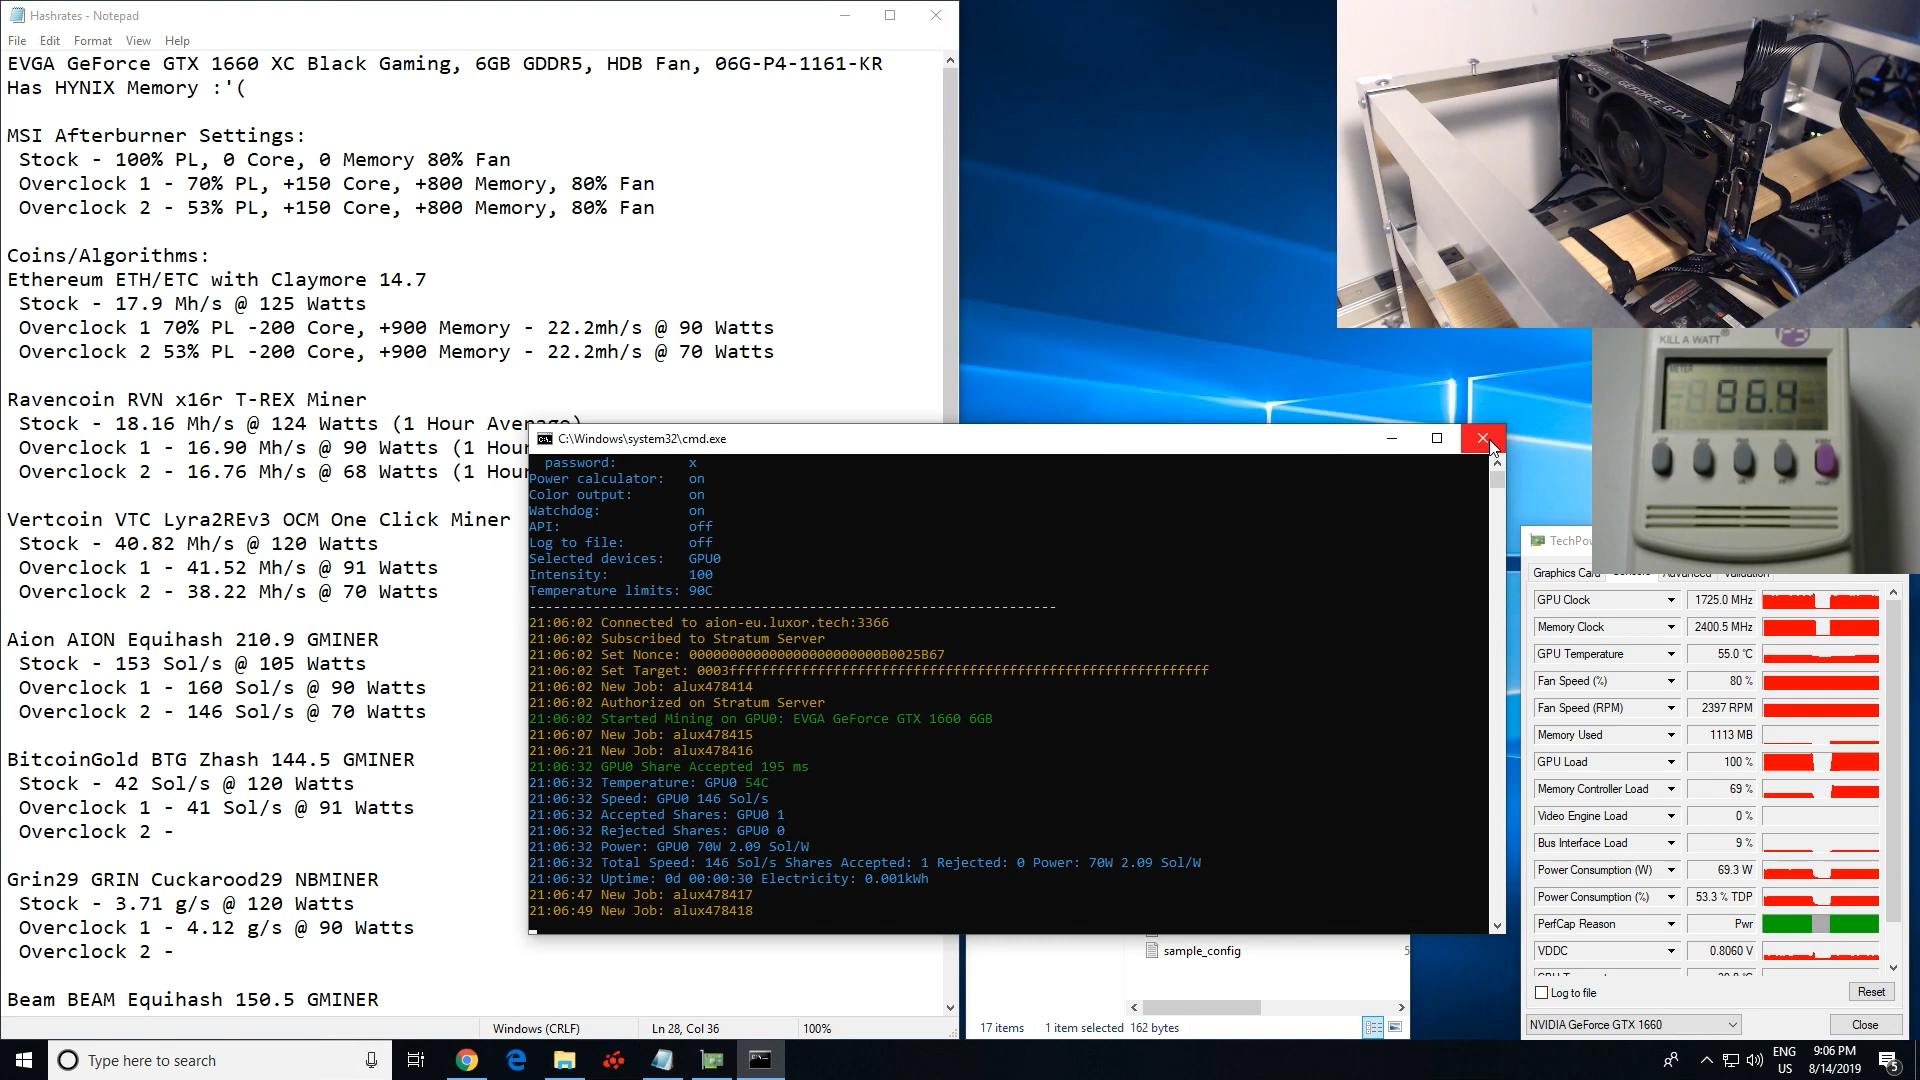 Hashrates - Notepad
File Edit Format View Help
EVGA GeForce GTX 1660 XC Black Gaming, 6GB GDDR5, HDB Fan, 06G-P4-1161-KR
Has HYNIX Memory :'(
MSI Afterburner Settings:
Stock - 100% PL, 0 Core, 0 Memory 80% Fan
Overclock 1 - 70% PL, +150 Core, +800 Memory, 80% Fan
Overclock 2 - 53% PL, +150 Core, +800 Memory, 80% Fan
Coins/Algorithms:
Ethereum ETH/ETC with Claymore 14.7
Stock - 17.9 Mh/s @ 125 Watts
Overclock 1 70% PL -200 Core, +900 Memory - 22.2mh/s @ 90 Watts
Overclock 2 53% PL -200 Core, +900 Memory - 22.2mh/s @ 70 Watts
Ravencoin RVN x16r T-REX Miner
Stock - 18.16 Mh/s @ 124 Watts (1 Hour Average)
Overclock 1 - 16.90 Mh/s @ 90 Watts (1 Hour
Overclock 2 - 16.76 Mh/s @ 68 Watts (1 Hour
Vertcoin VTC Lyra2REv3 OCM One Click Miner
Stock - 40.82 Mh/s @ 120 Watts
Overclock 1 - 41.52 Mh/s @ 91 Watts
Overclock 2 - 38.22 Mh/s @ 70 Watts
Aion AION Equihash 210.9 GMINER
Stock - 153 Sol/s @ 105 Watts
Overclock 1 - 160 Sol/s @ 90 Watts
Overclock 2 - 146 Sol/s @ 70 Watts
BitcoinGold BTG Zhash 144.5 GMINER
Stock - 42 Sol/s @ 120 Watts
Overclock 1 - 41 Sol/s @ 91 Watts
Overclock 2 -
Grin29 GRIN Cuckarood29 NBMINER
Stock - 3.71 g/s @ 120 Watts
Overclock 1 - 4.12 g/s @ 90 Watts
Overclock 2 -
Beam BEAM Equihash 150.5 GMINER
Windows (CRLF) Ln 28, Col 36 100%
C:\Windows\system32\cmd.exe
password: x
Power calculator: on
Color output: on
Watchdog: on
API: off
Log to file: off
Selected devices: GPU0
Intensity: 100
Temperature limits: 90C
21:06:02 Connected to aion-eu.luxor.tech:3366
21:06:02 Subscribed to Stratum Server
21:06:02 Set Nonce: 000000000000000000000000B0025B67
21:06:02 Set Target: 0003ffffffffffffffffffffffffffffffffffffffffffffffffffffffffffff
21:06:02 New Job: alux478414
21:06:02 Authorized on Stratum Server
21:06:02 Started Mining on GPU0: EVGA GeForce GTX 1660 6GB
21:06:07 New Job: alux478415
21:06:21 New Job: alux478416
21:06:32 GPU0 Share Accepted 195 ms
21:06:32 Temperature: GPU0 54C
21:06:32 Speed: GPU0 146 Sol/s
21:06:32 Accepted Shares: GPU0 1
21:06:32 Rejected Shares: GPU0 0
21:06:32 Power: GPU0 70W 2.09 Sol/W
21:06:32 Total Speed: 146 Sol/s Shares Accepted: 1 Rejected: 0 Power: 70W 2.09 Sol/W
21:06:32 Uptime: 0d 00:00:30 Electricity: 0.001kWh
21:06:47 New Job: alux478417
21:06:49 New Job: alux478418
sample_config 5
17 items 1 item selected 162 bytes
GEFORCE GTX
KILL A WATT
METER
TechPow
Graphics Card
GPU Clock 1725.0 MHz
Memory Clock 2400.5 MHz
GPU Temperature 55.0 °C
Fan Speed (%) 80 %
Fan Speed (RPM) 2397 RPM
Memory Used 1113 MB
GPU Load 100 %
Memory Controller Load 69 %
Video Engine Load 0 %
Bus Interface Load 9 %
Power Consumption (W) 69.3 W
Power Consumption (%) 53.3 % TDP
PerfCap Reason Pwr
VDDC 0.8060 V
Log to file Reset
NVIDIA GeForce GTX 1660 Close
Type here to search
ENG
US
9:06 PM
8/14/2019
5